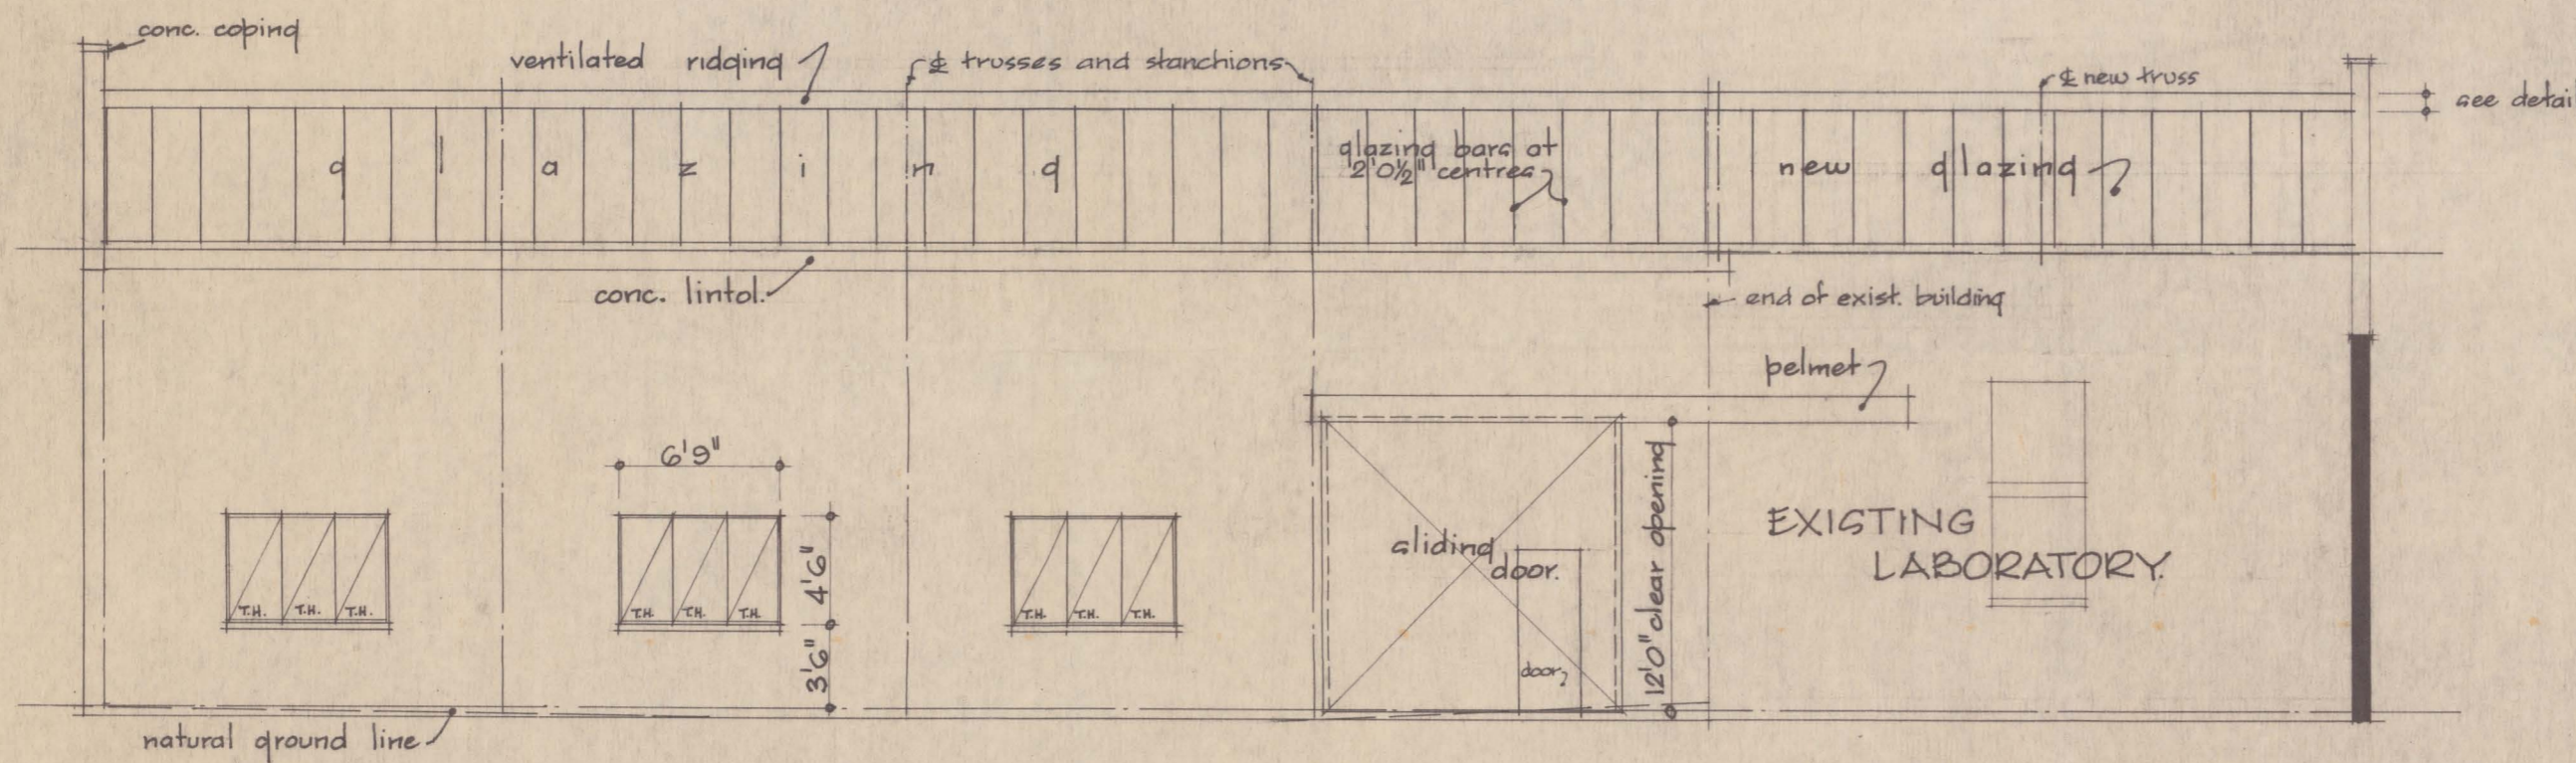 conc. coping
ventilated ridging
℄ trusses and stanchions
℄ new truss
see detai
glazing
glazing bars at
2'0½" centres
new glazing
conc. lintol.
end of exist. building
pelmet
6'9"
4'6"
3'6"
T.H. T.H. T.H.
T.H. T.H. T.H.
T.H. T.H. T.H.
sliding
door.
door
12'0" clear opening
EXISTING
LABORATORY.
natural ground line